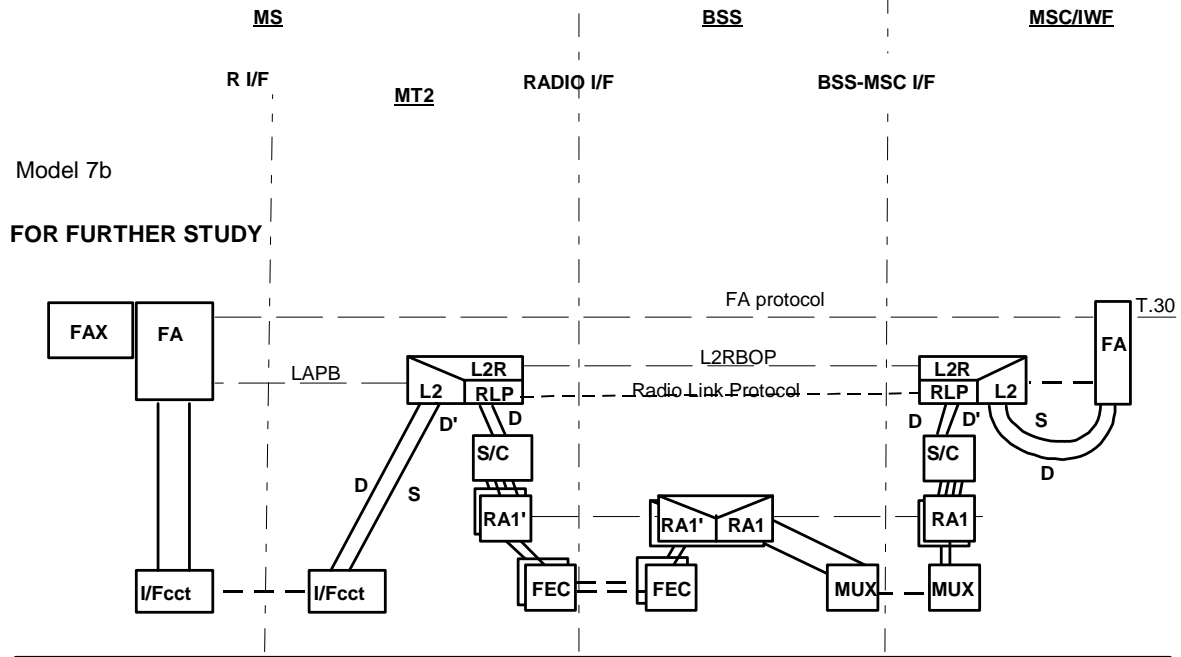 MS BSS MSC/IWF
R I/F RADIO I/F BSS-MSC I/F
MT2
Model 7b
FOR FURTHER STUDY
FA protocol
T.30
FAX FA FA
L2RBOP
L2R L2R
LAPB
L2 RLP Radio Link Protocol RLP L2
D' D D D' S
S/C S/C
D S D
RA1' RA1' RA1 RA1
I/Fcct I/Fcct FEC FEC MUX MUX